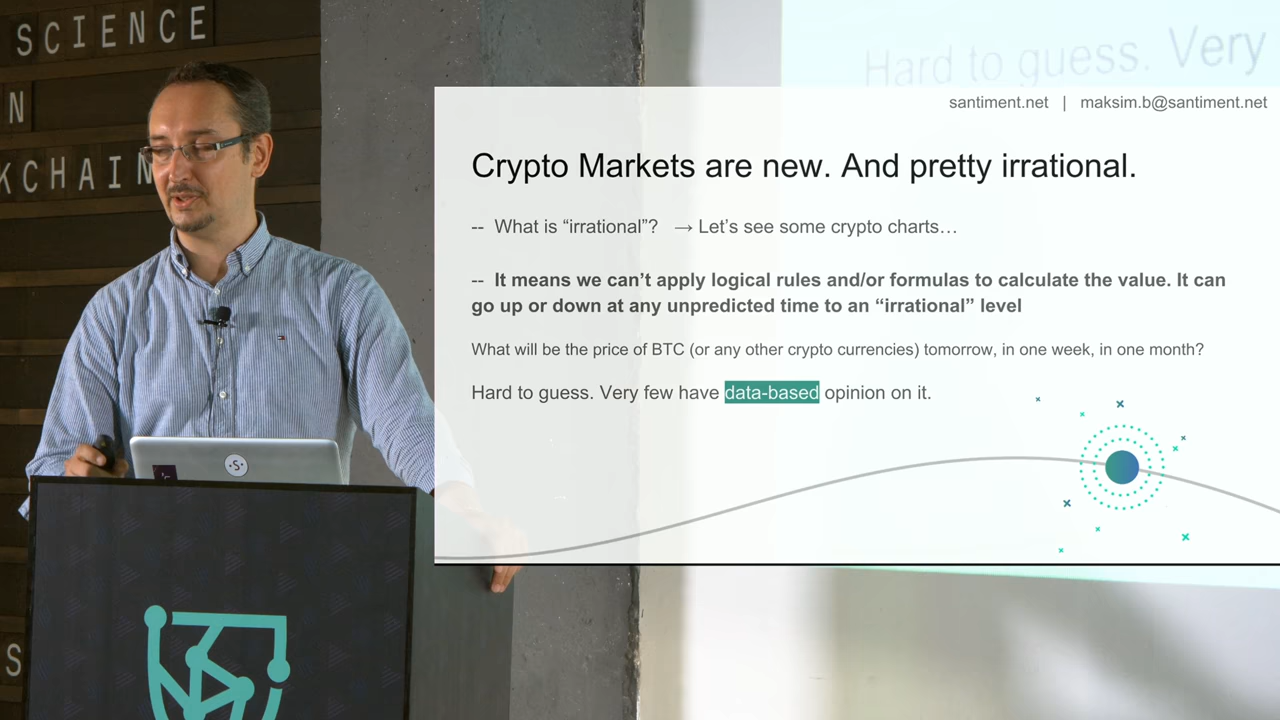 SCIENCE
N
KCHAIN
S
Hard to guess. Very
santiment.net | maksim.b@santiment.net
Crypto Markets are new. And pretty irrational.
-- What is “irrational”? → Let’s see some crypto charts…
-- It means we can’t apply logical rules and/or formulas to calculate the value. It can
go up or down at any unpredicted time to an “irrational” level
What will be the price of BTC (or any other crypto currencies) tomorrow, in one week, in one month?
Hard to guess. Very few have data-based opinion on it.
·S·